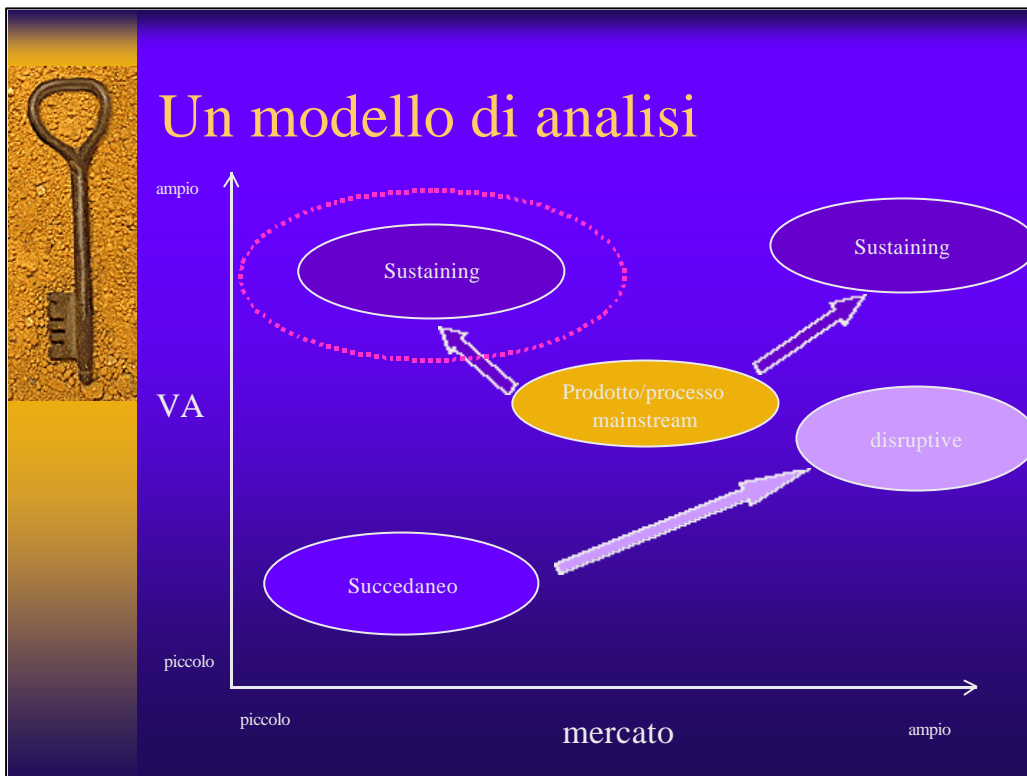 Un modello di analisi
ampio
Sustaining
Sustaining
Prodotto/processo
mainstream
VA
disruptive
Succedaneo
piccolo
piccolo
mercato
ampio